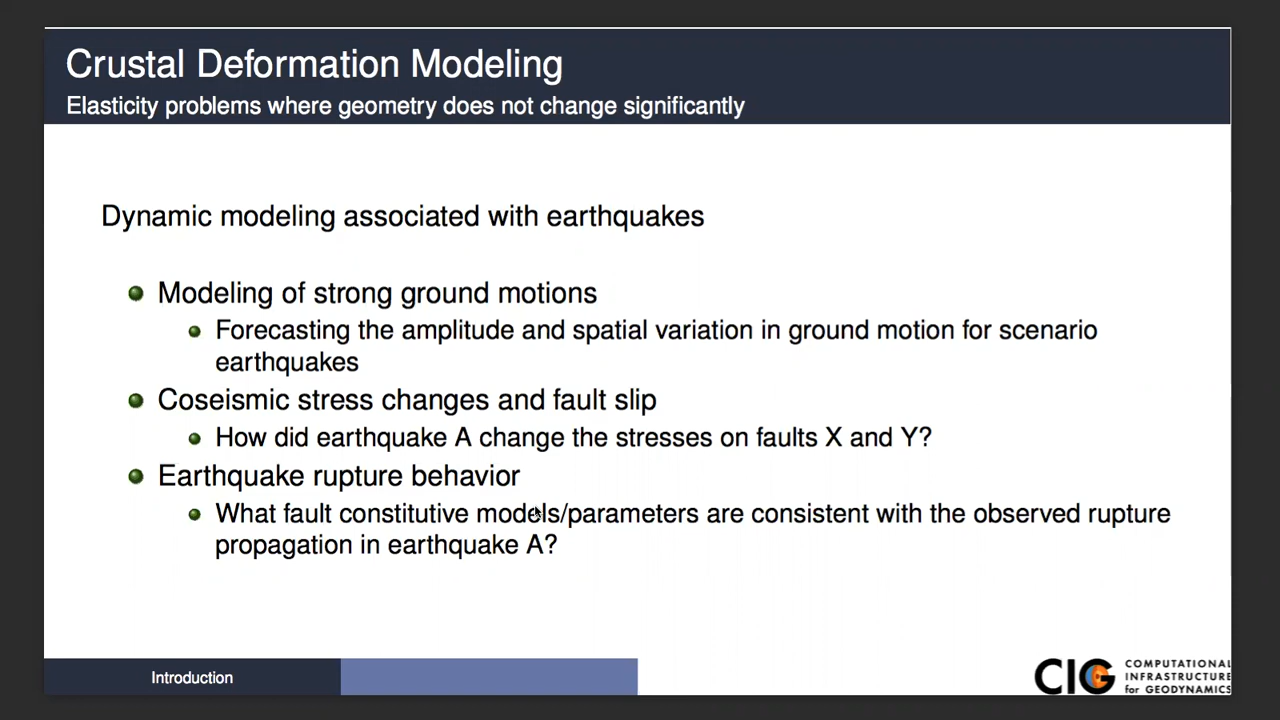 Crustal Deformation Modeling
Elasticity problems where geometry does not change significantly
Dynamic modeling associated with earthquakes
Modeling of strong ground motions
Forecasting the amplitude and spatial variation in ground motion for scenario
earthquakes
Coseismic stress changes and fault slip
How did earthquake A change the stresses on faults X and Y?
Earthquake rupture behavior
What fault constitutive models/parameters are consistent with the observed rupture
propagation in earthquake A?
Introduction
CIG
COMPUTATIONAL
INFRASTRUCTURE
for GEODYNAMICS